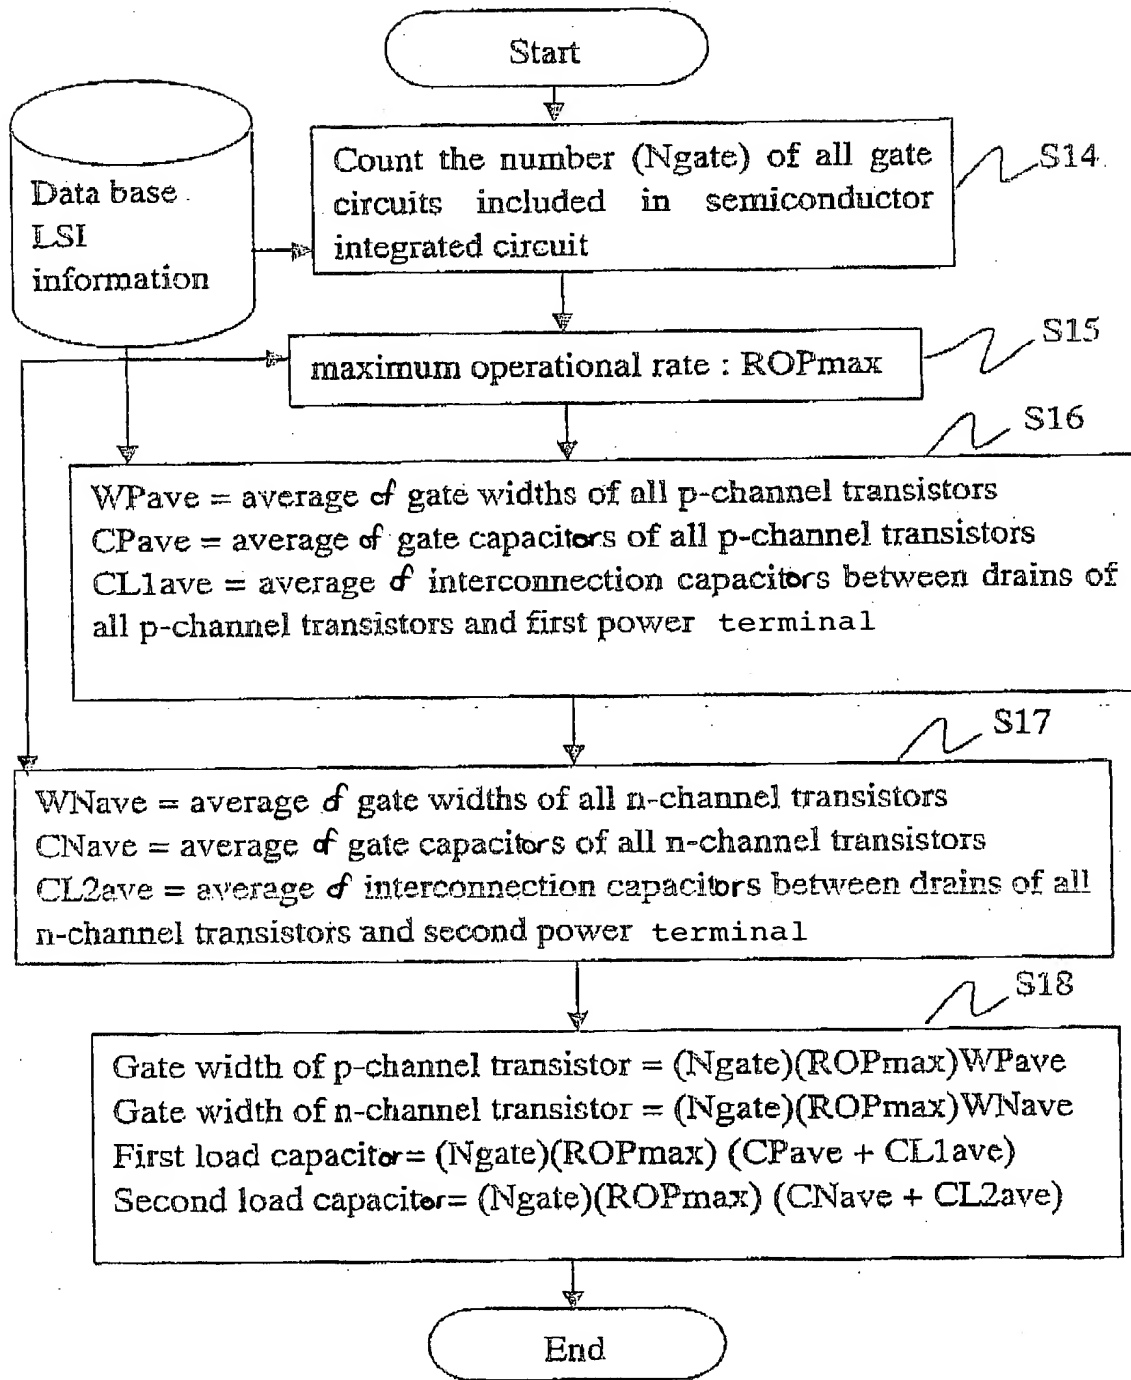 Start
Data base
LSI
information
Count the number (Ngate) of all gate
circuits included in semiconductor
integrated circuit
S14
maximum operational rate : ROPmax
S15
S16
WPave = average of gate widths of all p-channel transistors
CPave = average of gate capacitors of all p-channel transistors
CL1ave = average of interconnection capacitors between drains of
all p-channel transistors and first power terminal
S17
WNave = average of gate widths of all n-channel transistors
CNave = average of gate capacitors of all n-channel transistors
CL2ave = average of interconnection capacitors between drains of all
n-channel transistors and second power terminal
S18
Gate width of p-channel transistor = (Ngate)(ROPmax)WPave
Gate width of n-channel transistor = (Ngate)(ROPmax)WNave
First load capacitor= (Ngate)(ROPmax) (CPave + CL1ave)
Second load capacitor= (Ngate)(ROPmax) (CNave + CL2ave)
End